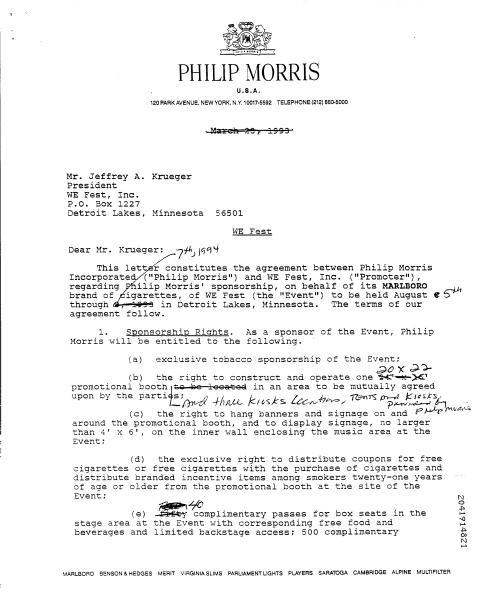 PHILIP MORRIS
U.S.A.
120 PARK AVENUE, NEW YORK, N.Y. 10017-5592 TELEPHONE (212) 880-5000
Mr. Jeffrey A. Krueger
President
WE Fest, Inc.
P.O. Box 1227
Detroit Lakes, Minnesota 56501
WE Fest
Dear Mr. Krueger: 7th, 1994
This letter constitutes the agreement between Philip Morris
Incorporated ("Philip Morris") and WE Fest, Inc. ("Promoter"),
regarding Philip Morris' sponsorship, on behalf of its MARLBORO
brand of cigarettes, of WE Fest (the "Event") to be held August 5th
through in Detroit Lakes, Minnesota. The terms of our
agreement follow.
1. Sponsorship Rights. As a sponsor of the Event, Philip
Morris will be entitled to the following.
(a) exclusive tobacco sponsorship of the Event;
20 x 22
(b) the right to construct and operate one
promotional booth to be located in an area to be mutually agreed
upon by the parties; And three Kiosks locations, Tents and Kiosks, provided by Philip Morris
(c) the right to hang banners and signage on and
around the promotional booth, and to display signage, no larger
than 4' x 6', on the inner wall enclosing the music area at the
Event;
(d) the exclusive right to distribute coupons for free
cigarettes or free cigarettes with the purchase of cigarettes and
distribute branded incentive items among smokers twenty-one years
of age or older from the promotional booth at the site of the
Event;
40
(e) fifty complimentary passes for box seats in the
stage area at the Event with corresponding free food and
beverages and limited backstage access; 500 complimentary
2041914821
MARLBORO BENSON & HEDGES MERIT VIRGINIA SLIMS PARLIAMENT LIGHTS PLAYERS SARATOGA CAMBRIDGE ALPINE MULTIFILTER